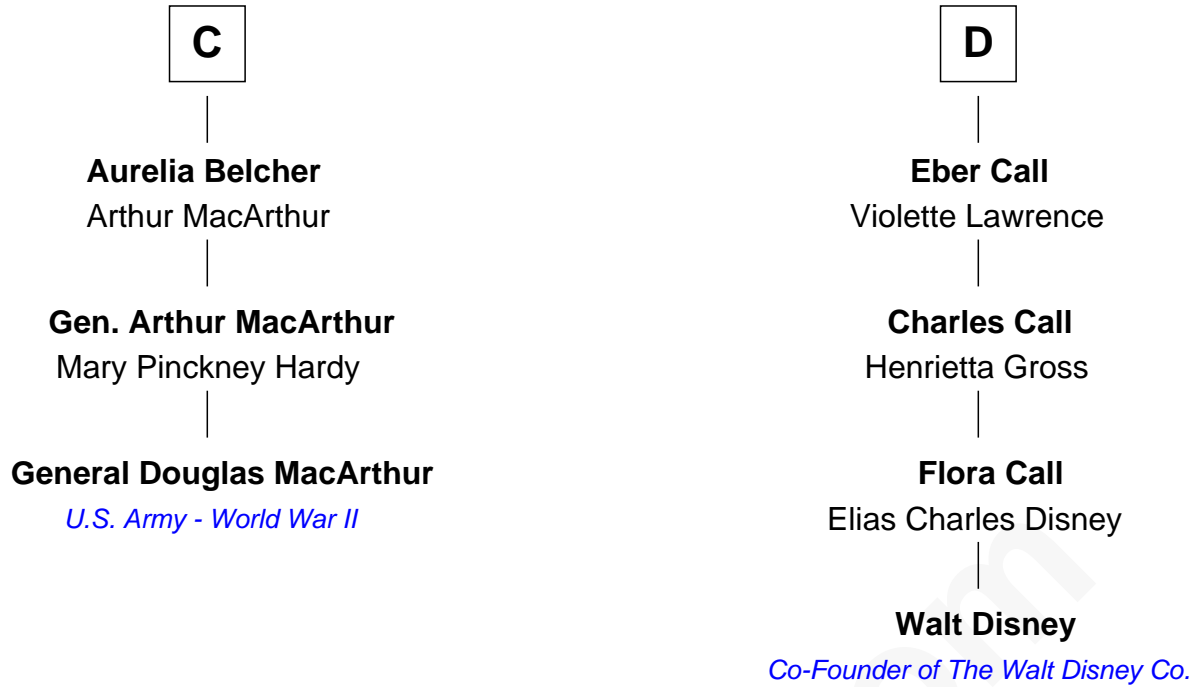 C
Aurelia Belcher
Arthur MacArthur
Gen. Arthur MacArthur
Mary Pinckney Hardy
General Douglas MacArthur
U.S. Army - World War II
D
Eber Call
Violette Lawrence
Charles Call
Henrietta Gross
Flora Call
Elias Charles Disney
Walt Disney
Co-Founder of The Walt Disney Co.